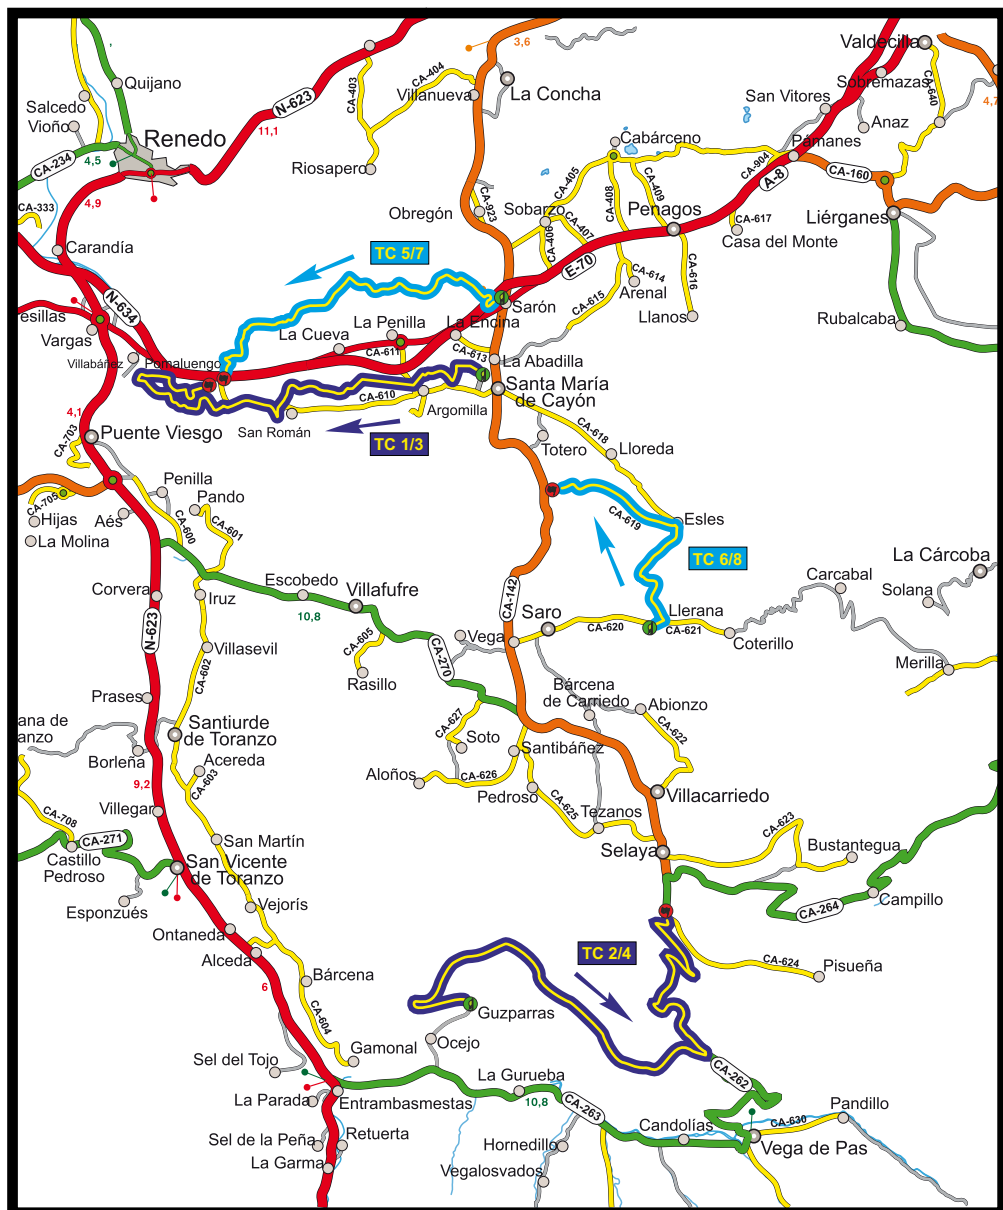 3,6
Valdecilla
CA-404
Quijano
CA-403
Sobremazas
CA-640
Villanueva
La Concha
San Vitores
4,7
Salcedo
N-623
Vioño
11,1
Anaz
Renedo
Cabárceno
Pámanes
CA-234
4,5
Riosapero
CA-405
CA-904
CA-160
CA-408
CA-409
A-8
4,9
CA-333
CA-923
Obregón
Sobarzo
Penagos
Liérganes
CA-617
CA-407
CA-406
Casa del Monte
Carandía
TC 5/7
E-70
CA-614
CA-616
Arenal
N-634
Sarón
CA-615
esillas
La Penilla
La Encina
Llanos
Rubalcaba
Vargas
La Cueva
CA-611
CA-613
Villabáñez
Pomaluengo
La Abadilla
Santa María
de Cayón
CA-610
Argomilla
4,1
San Román
TC 1/3
CA-703
Puente Viesgo
CA-618
Totero
Lloreda
Penilla
CA-705
Pando
Hijas
Aés
CA-600
CA-601
CA-619
Esles
La Molina
TC 6/8
La Cárcoba
Escobedo
Villafufre
Carcabal
Solana
Corvera
Iruz
10,8
CA-142
Saro
Llerana
N-623
CA-620
CA-621
Vega
CA-605
Coterillo
Villasevil
CA-270
CA-602
Rasillo
Merilla
Bárcena
de Carriedo
Prases
Abionzo
ana de
anzo
Santiurde
de Toranzo
CA-627
CA-622
Soto
Santibáñez
Borleña
Acereda
9,2
CA-603
Aloños
CA-626
Pedroso
Villacarriedo
Villegar
CA-708
CA-625
Tezanos
CA-623
CA-271
San Martín
Selaya
Bustantegua
Castillo
Pedroso
San Vicente
de Toranzo
Esponzués
Vejorís
CA-264
Campillo
Ontaneda
Alceda
TC 2/4
CA-624
Pisueña
Bárcena
6
Guzparras
CA-604
Ocejo
Sel del Tojo
Gamonal
La Gurueba
CA-262
La Parada
Entrambasmestas
10,8
CA-263
Pandillo
CA-630
Candolías
Sel de la Peña
Retuerta
Hornedillo
Vega de Pas
La Garma
Vegalosvados